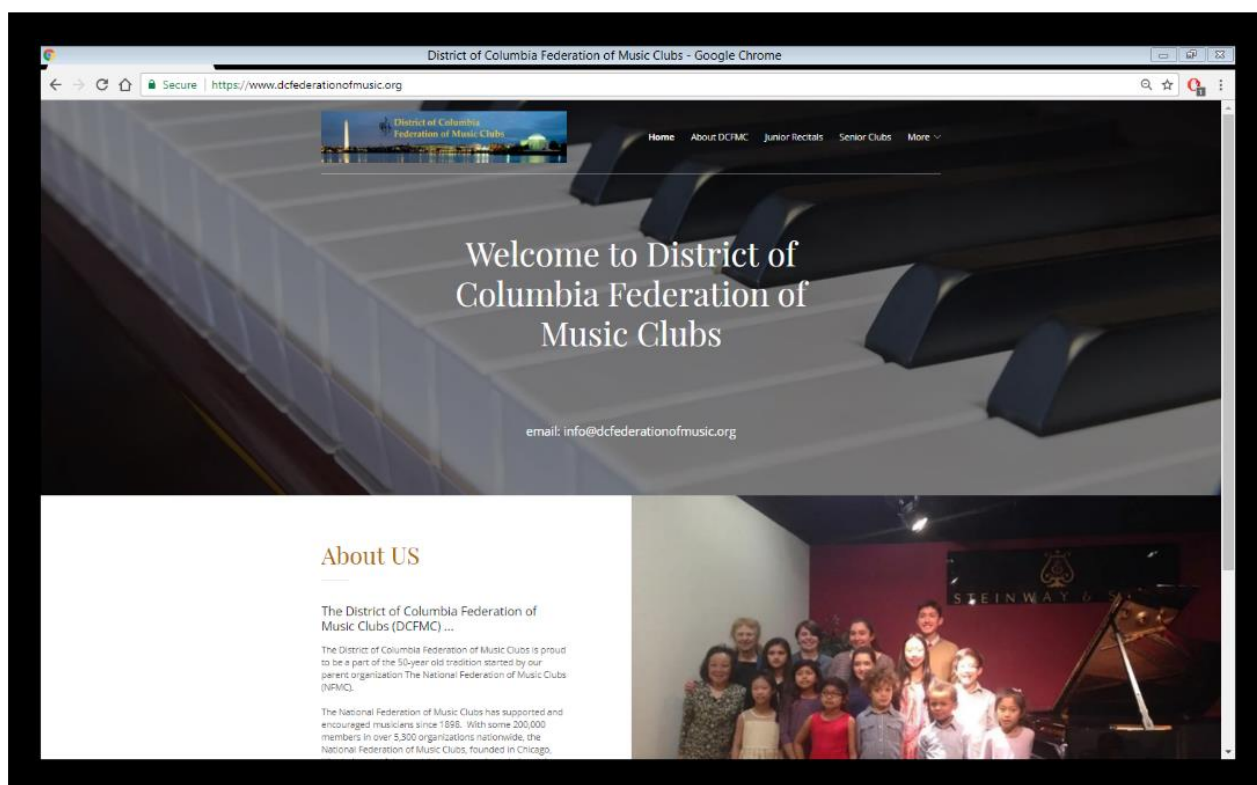 District of Columbia Federation of Music Clubs - Google Chrome
Secure | https://www.dcfederationofmusic.org
District of Columbia
Federation of Music Clubs
Home About DCFMC Junior Recitals Senior Clubs More
Welcome to District of
Columbia Federation of
Music Clubs
email: info@dcfederationofmusic.org
About US
The District of Columbia Federation of
Music Clubs (DCFMC) ...
The District of Columbia Federation of Music Clubs is proud
to be a part of the 50-year old tradition started by our
parent organization The National Federation of Music Clubs
(NFMC).
The National Federation of Music Clubs has supported and
encouraged musicians since 1898. With some 200,000
members in over 5,300 organizations nationwide, the
National Federation of Music Clubs, founded in Chicago,
STEINWAY &